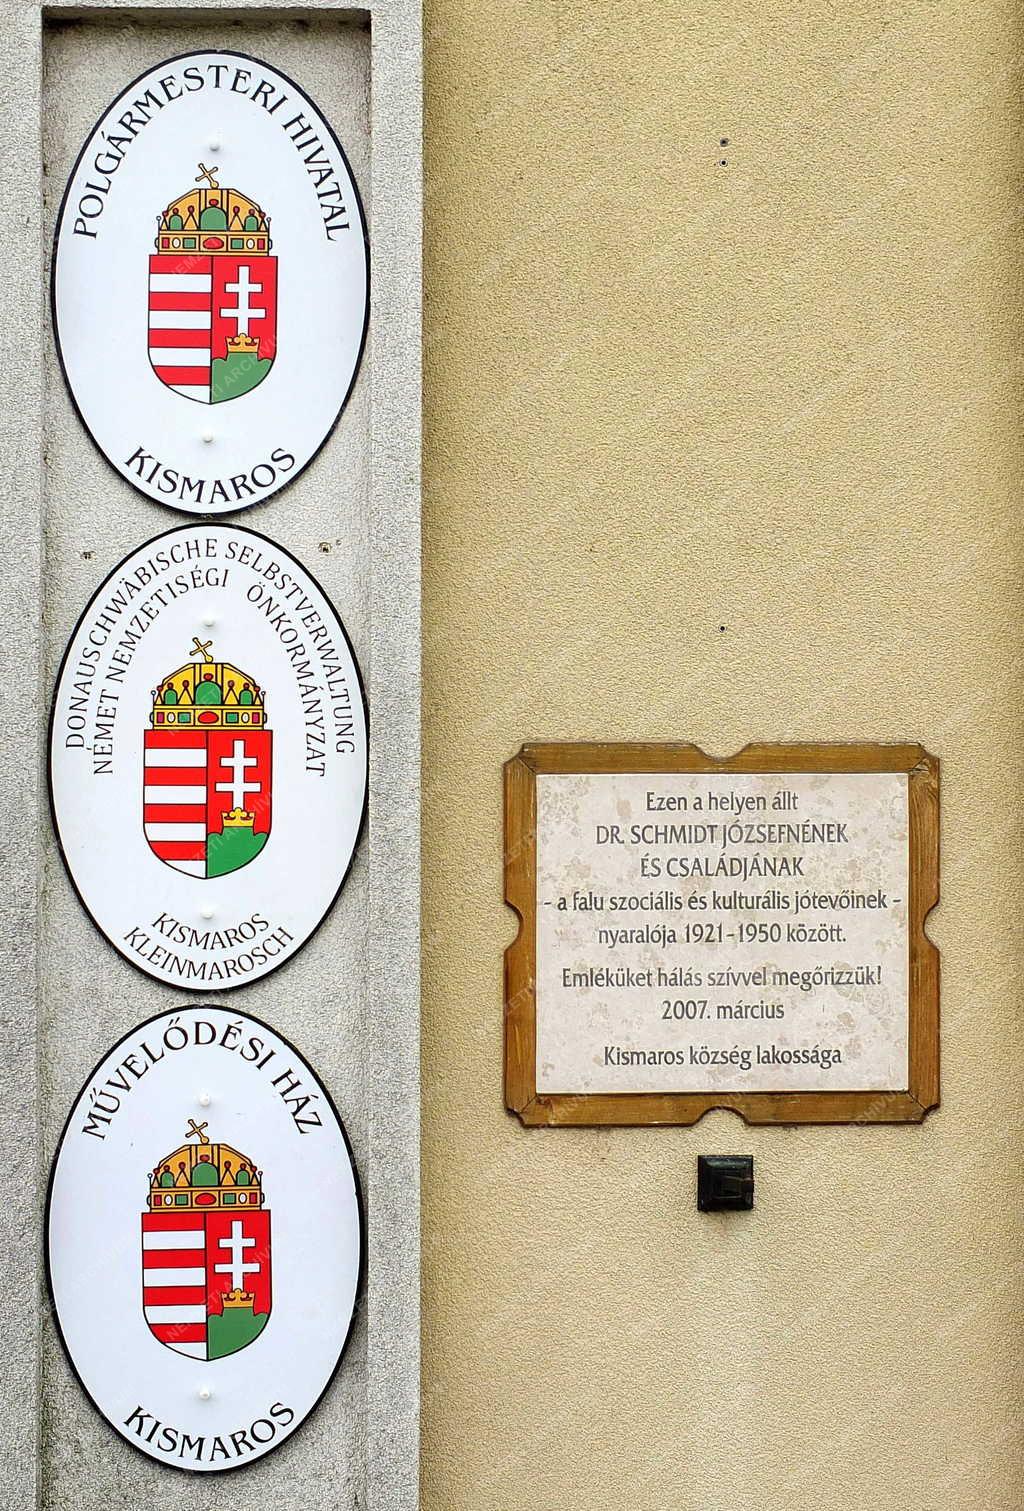 POLGÁRMESTERI HIVATAL
KISMAROS
DONAUSCHWÄBISCHE SELBSTVERWALTUNG
NÉMET NEMZETISÉGI ÖNKORMÁNYZAT
KISMAROS
KLEINMAROSCH
MŰVELŐDÉSI HÁZ
KISMAROS
Ezen a helyen állt
DR. SCHMIDT JÓZSEFNÉNEK
ÉS CSALÁDJÁNAK
- a falu szociális és kulturális jótevőinek -
nyaralója 1921-1950 között.
Emléküket hálás szívvel megőrizzük!
2007. március
Kismaros község lakossága